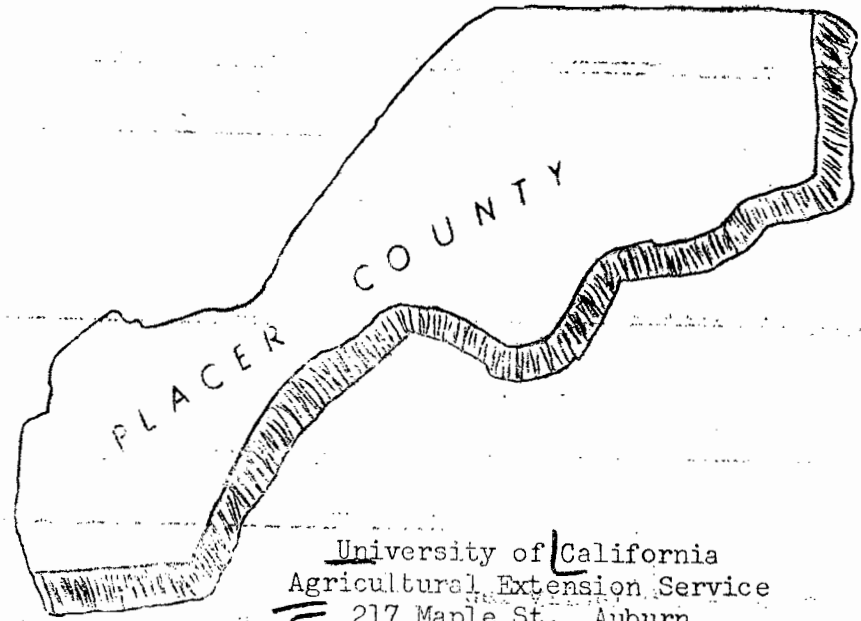 PLACER COUNTY
University of California
Agricultural Extension Service
217 Maple St., Auburn